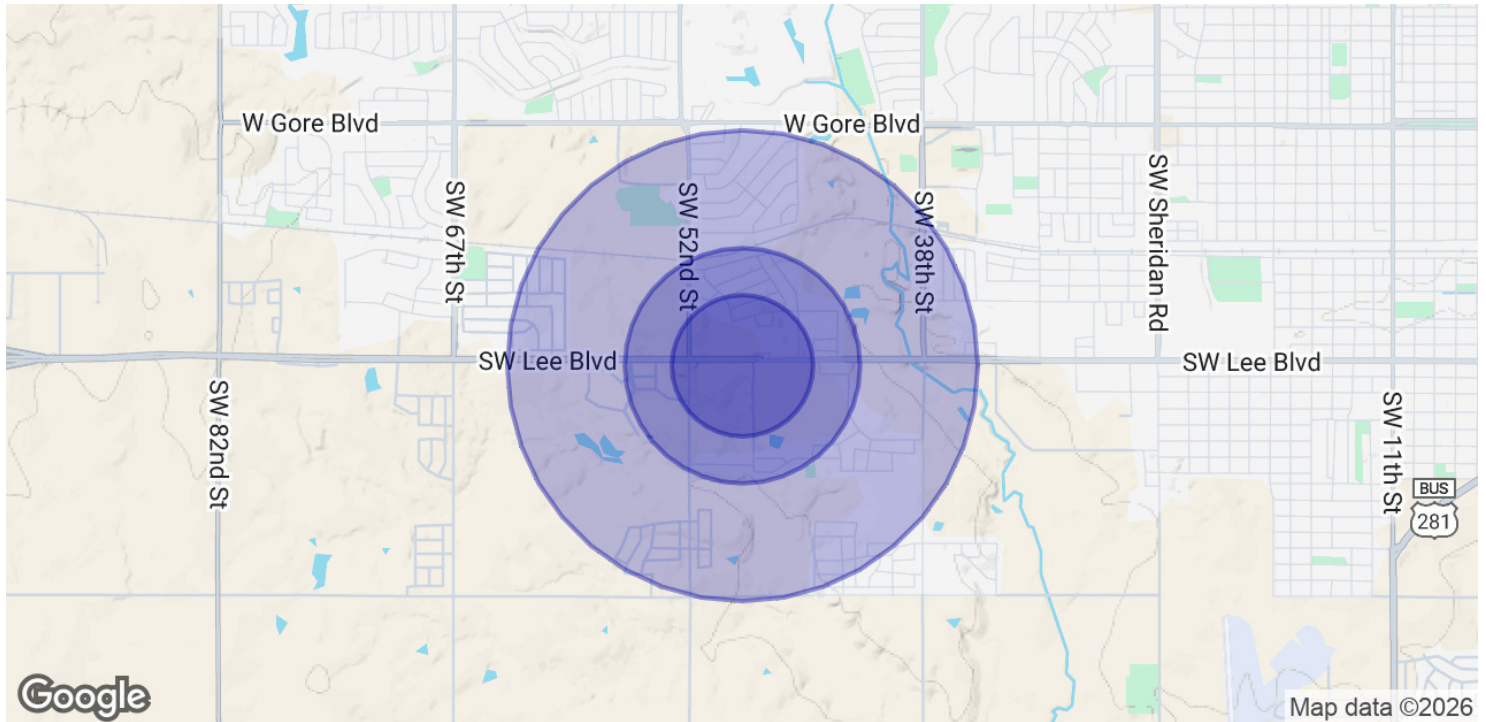 W Gore Blvd
W Gore Blvd
SW Sheridan Rd
SW 67th St
SW 52nd St
SW 38th St
SW Lee Blvd
SW Lee Blvd
SW 82nd St
SW 11th St
BUS
281
Google
Map data ©2026